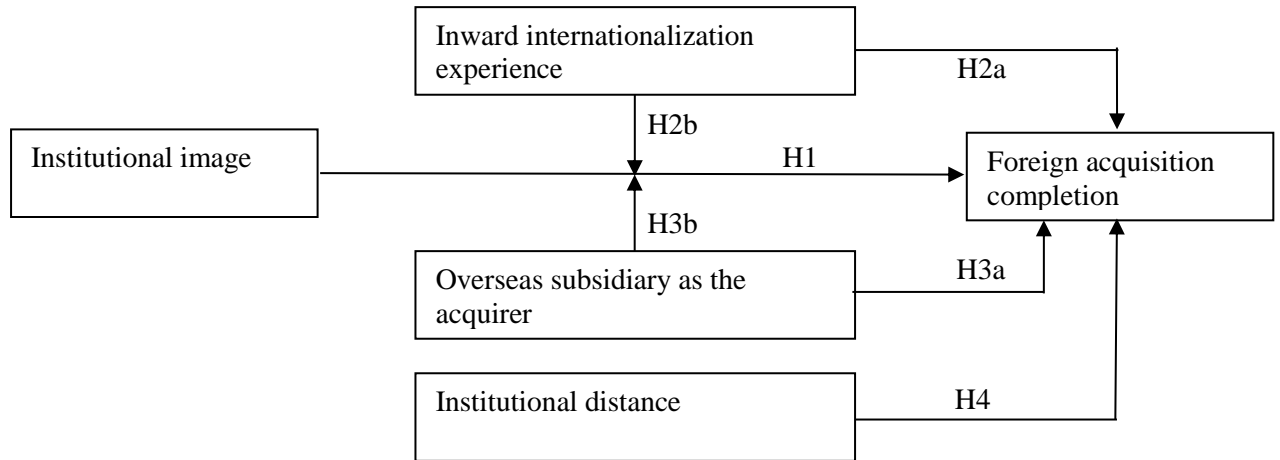 Inward internationalization
experience
H2a
H2b
Institutional image
H1
Foreign acquisition
completion
H3b
Overseas subsidiary as the
acquirer
H3a
Institutional distance
H4